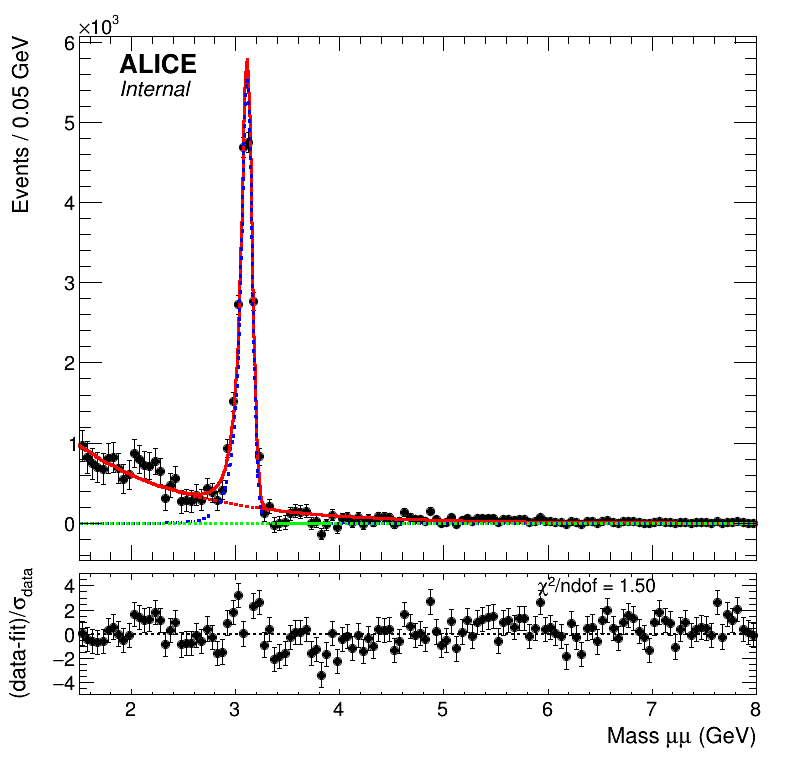 ×10³
6
ALICE
Internal
5
4
3
2
1
0
Events / 0.05 GeV
χ²/ndof = 1.50
4
2
0
−2
−4
(data-fit)/σdata
2 3 4 5 6 7 8
Mass μμ (GeV)